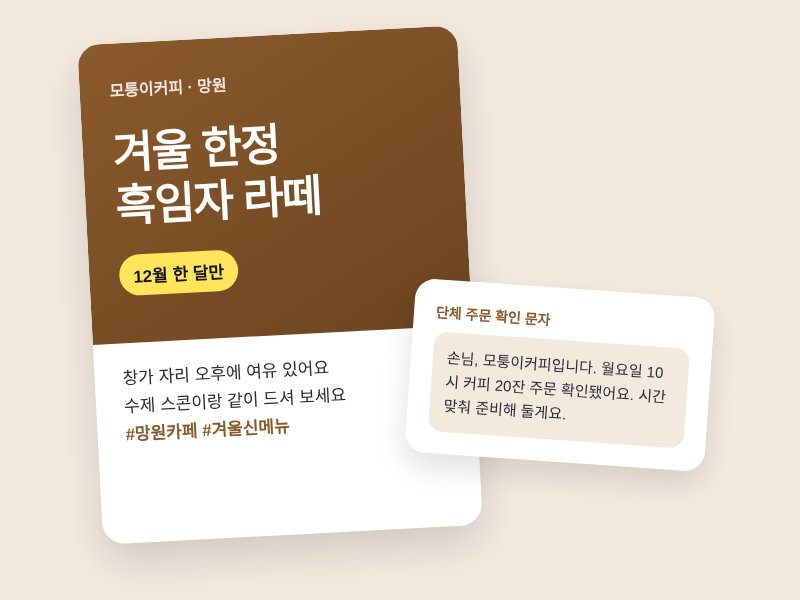 모퉁이커피 · 망원
겨울 한정
흑임자 라떼
12월 한 달만
창가 자리 오후에 여유 있어요
수제 스콘이랑 같이 드셔 보세요
#망원카페 #겨울신메뉴
단체 주문 확인 문자
손님, 모퉁이커피입니다. 월요일 10
시 커피 20잔 주문 확인됐어요. 시간
맞춰 준비해 둘게요.